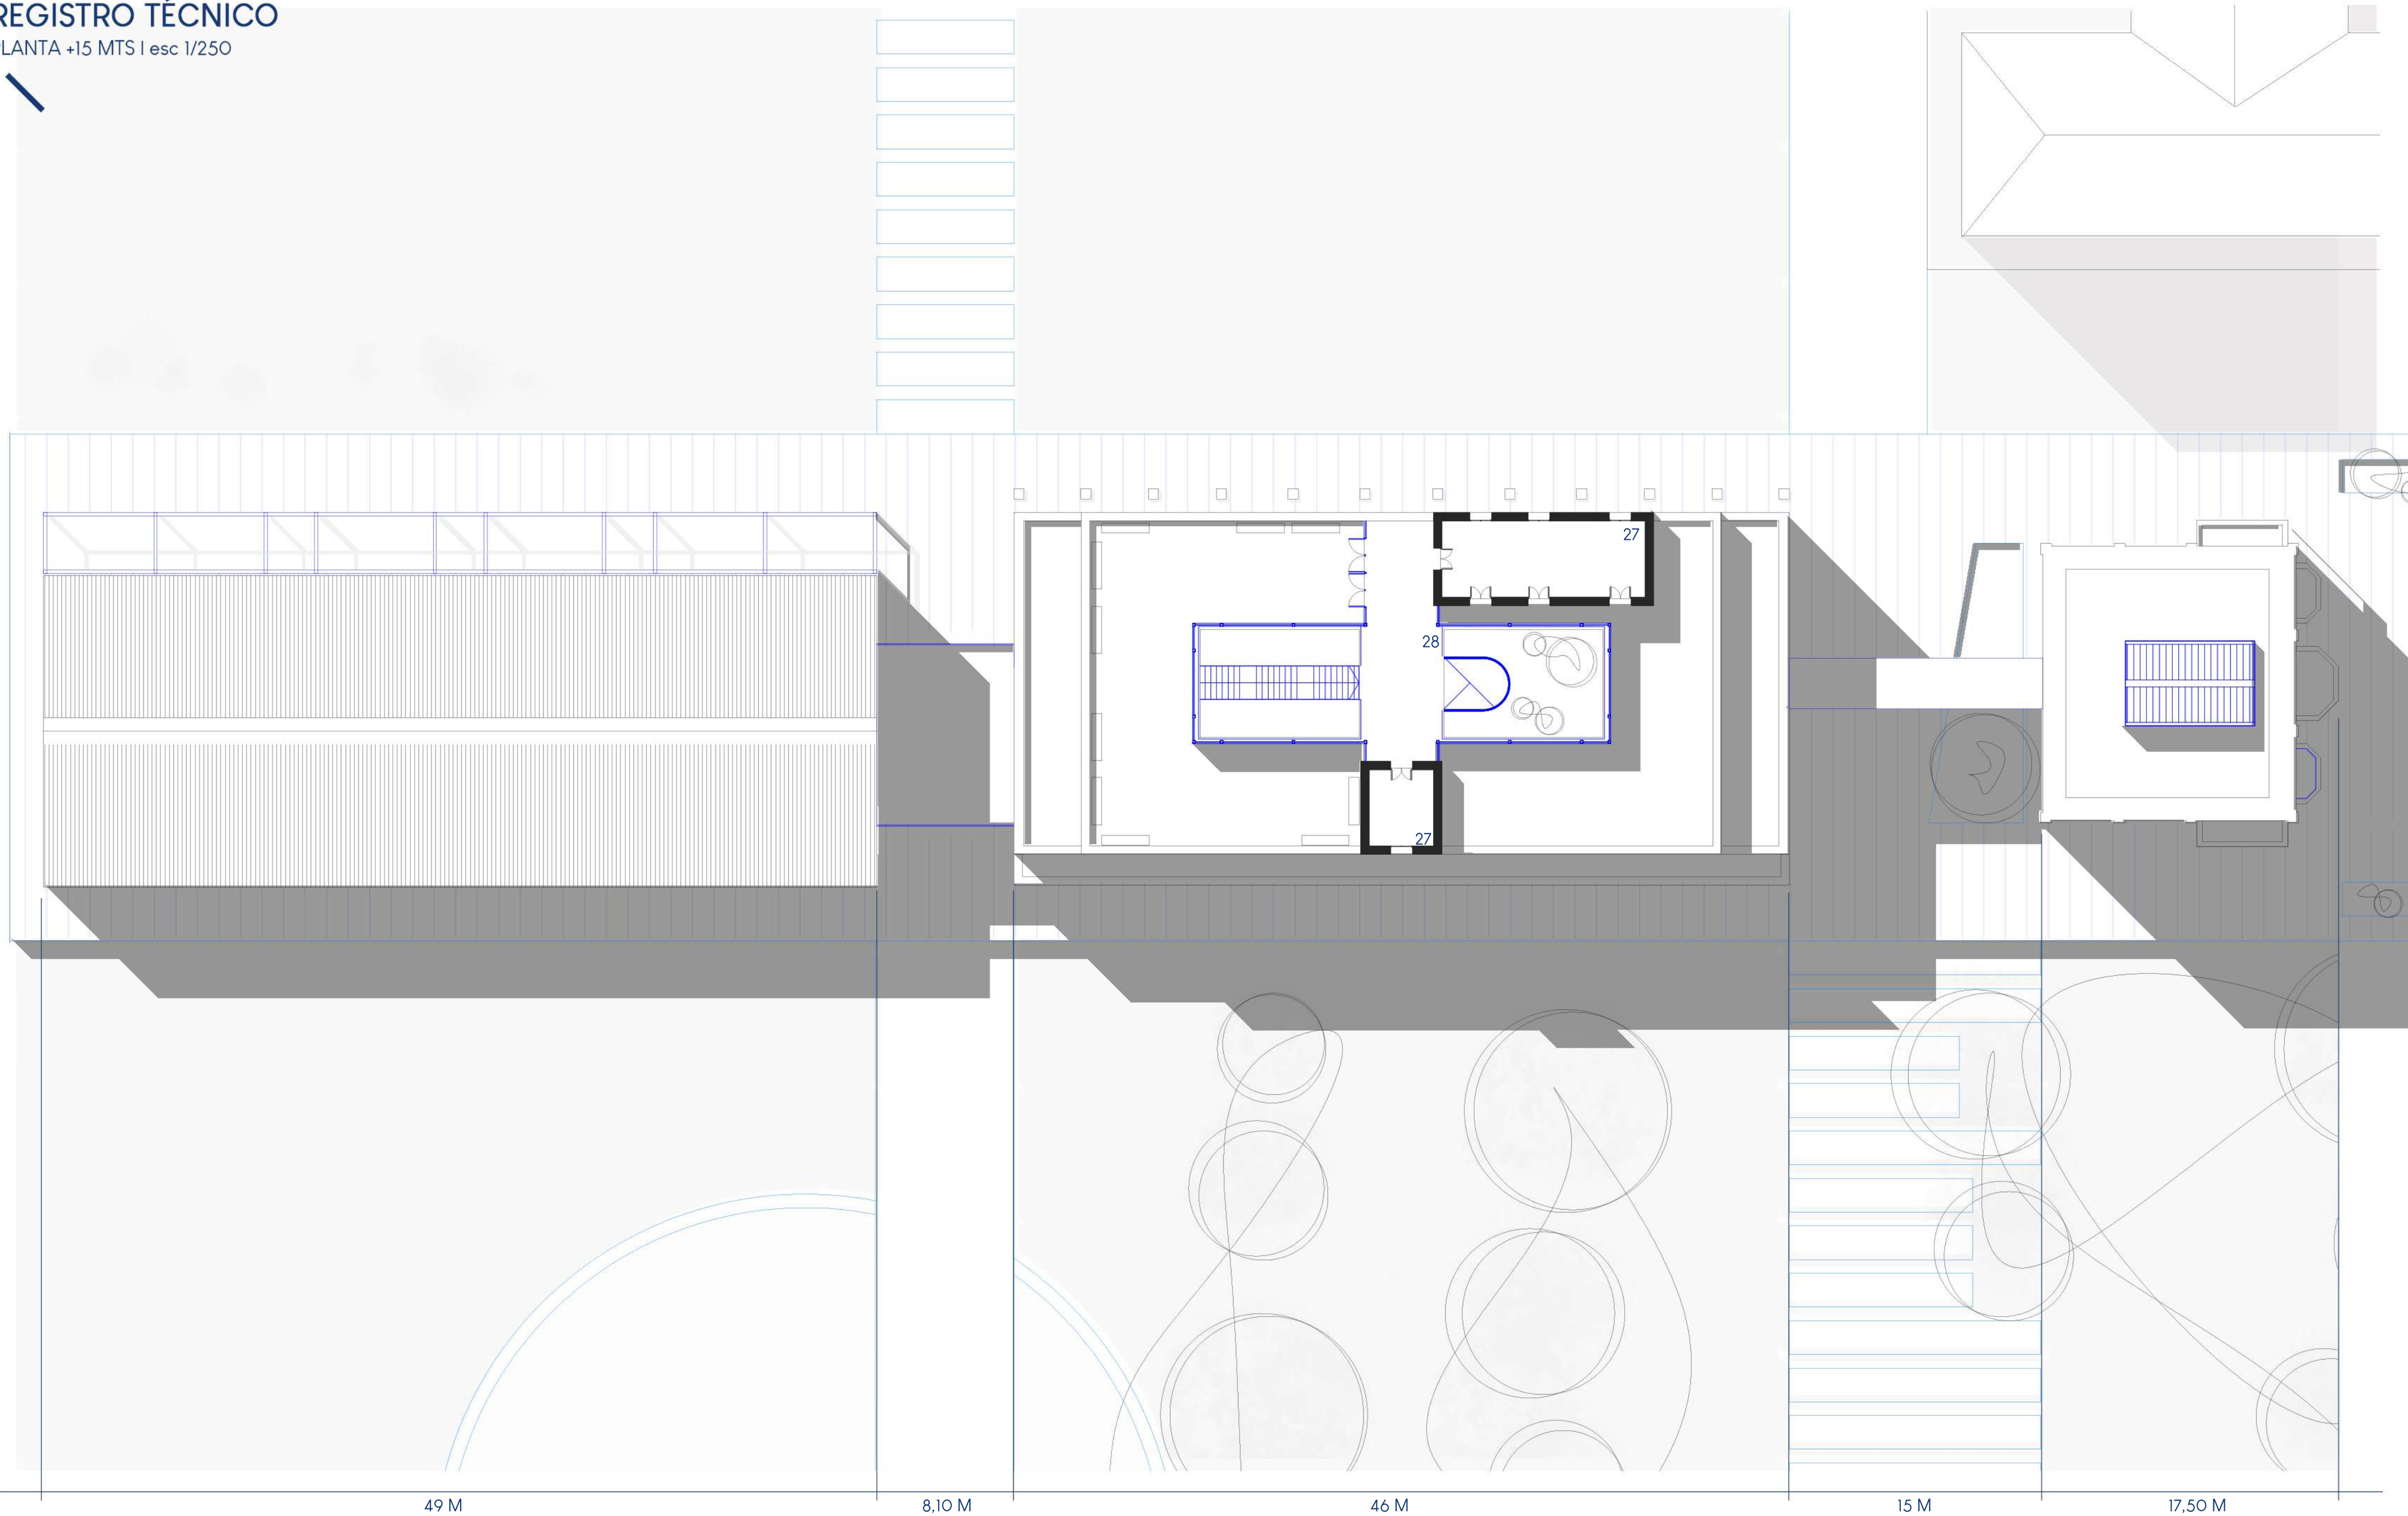 REGISTRO TÉCNICO
LANTA +15 MTS I esc 1/250
27
28
27
49 M
8,10 M
46 M
15 M
17,50 M